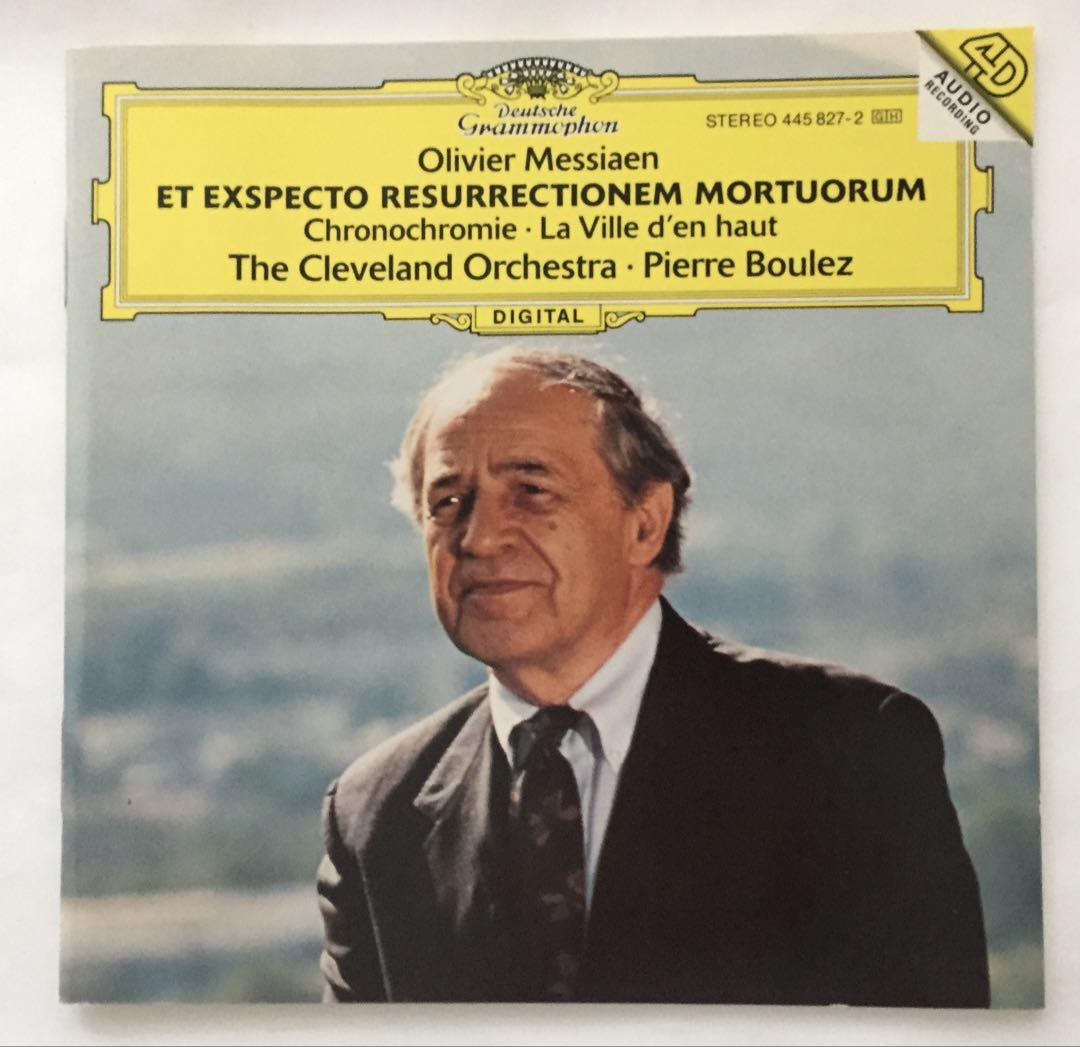 4D
AUDIO
RECORDING
Deutsche
Grammophon
STEREO 445 827-2 GIH
Olivier Messiaen
ET EXSPECTO RESURRECTIONEM MORTUORUM
Chronochromie · La Ville d'en haut
The Cleveland Orchestra · Pierre Boulez
DIGITAL